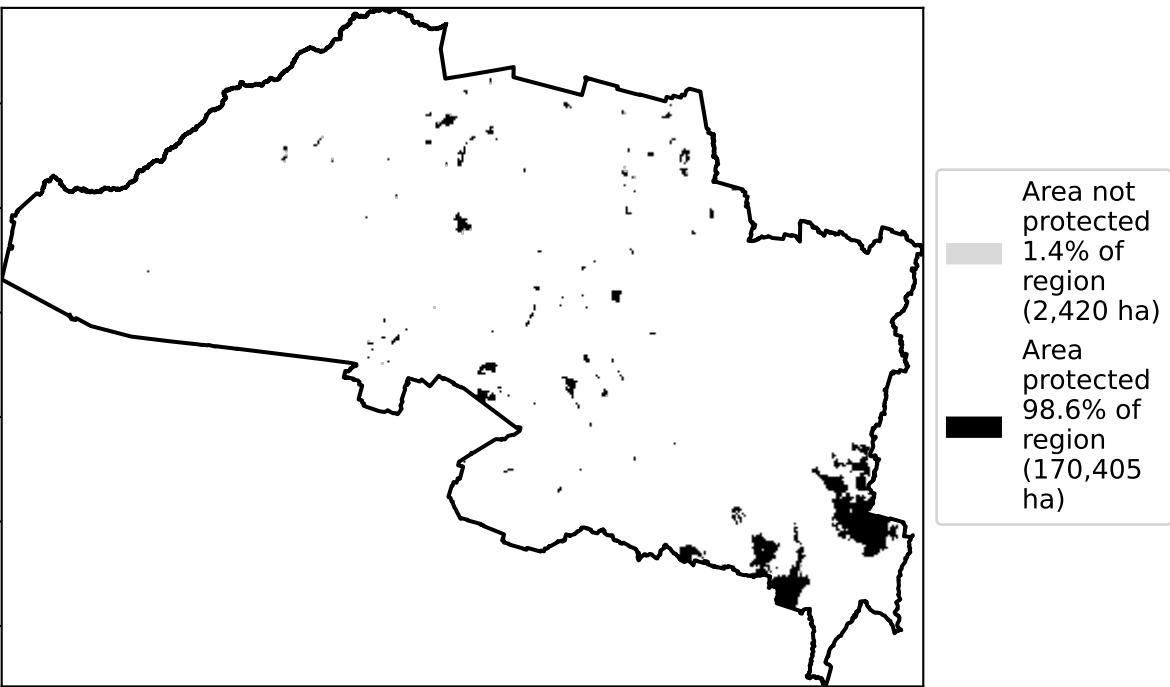 Area not
protected
1.4% of
region
(2,420 ha)
Area
protected
98.6% of
region
(170,405
ha)